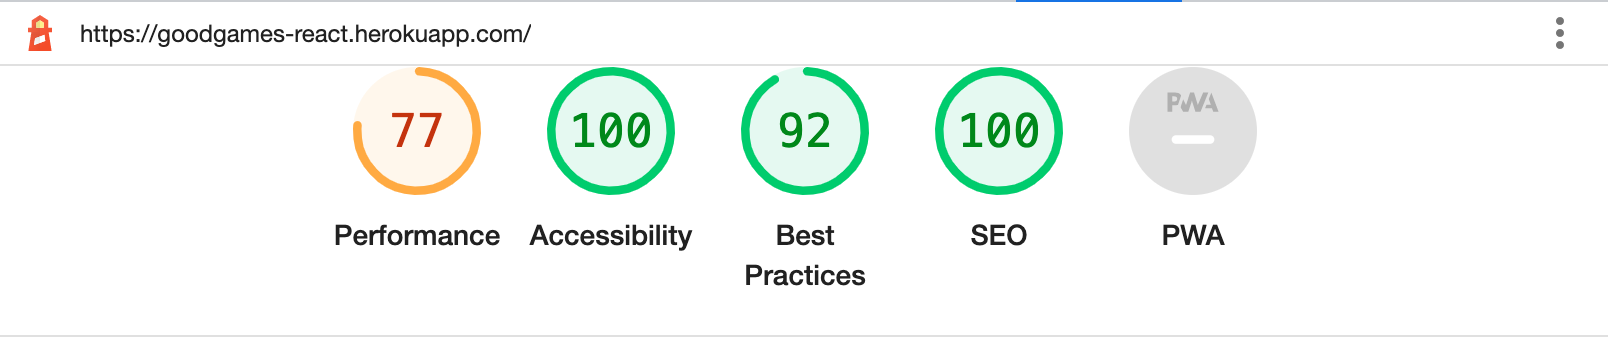 https://goodgames-react.herokuapp.com/
77 100 92 100 PWA
Performance Accessibility Best Practices SEO PWA